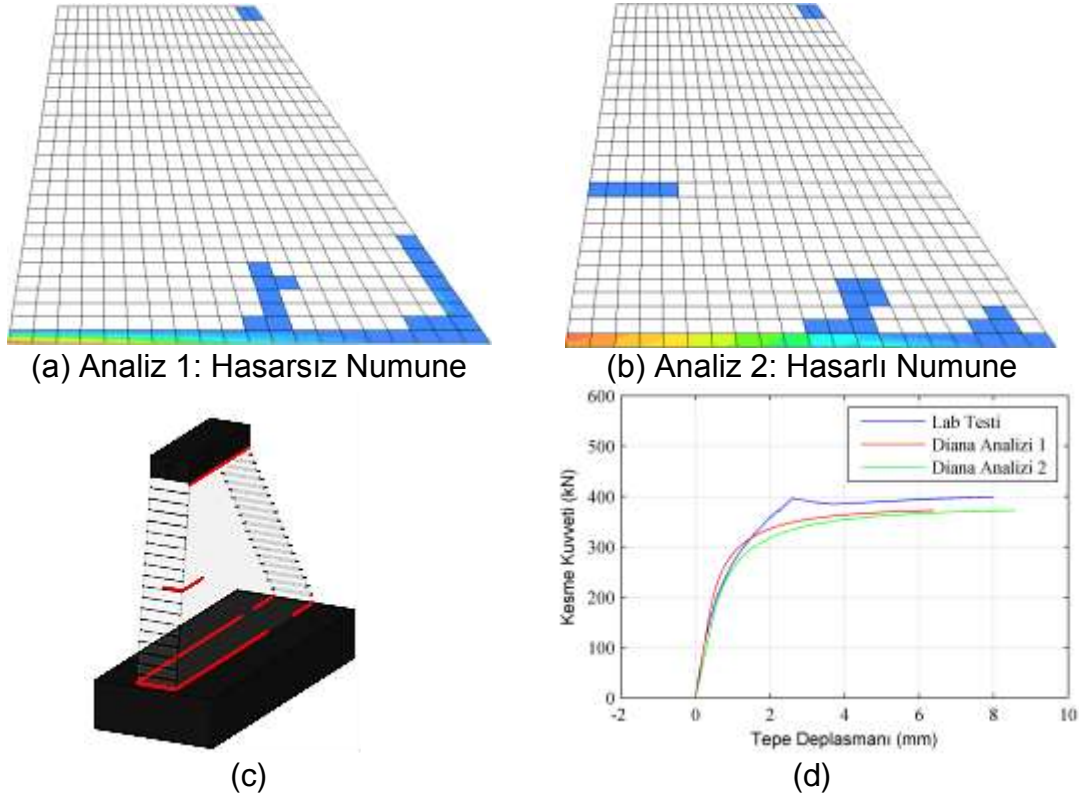 (a) Analiz 1: Hasarsız Numune
(b) Analiz 2: Hasarlı Numune
(c)
600
500
400
300
200
100
0
Kesme Kuvveti (kN)
Lab Testi
Diana Analizi 1
Diana Analizi 2
-2 0 2 4 6 8 10
Tepe Deplasmanı (mm)
(d)